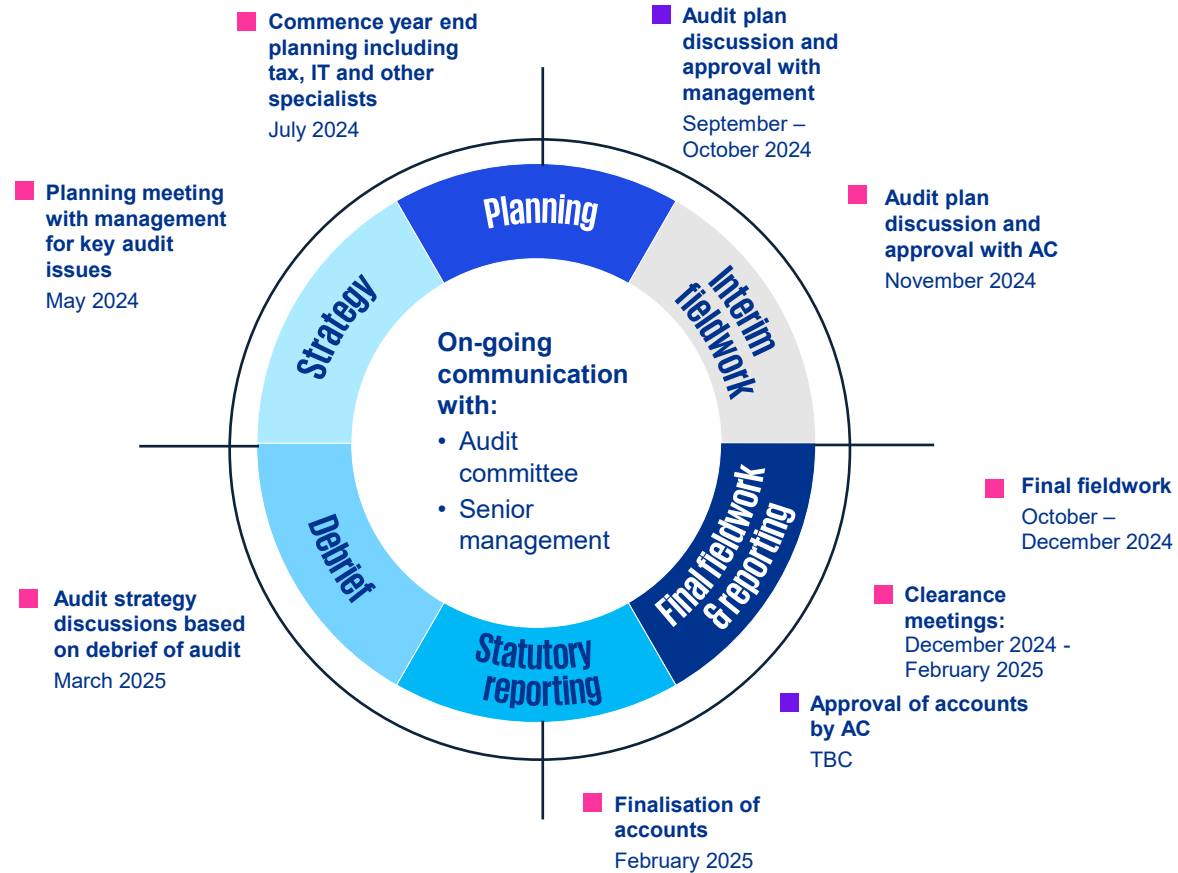 Commence year end
planning including
tax, IT and other
specialists
July 2024
Audit plan
discussion and
approval with
management
September –
October 2024
Planning meeting
with management
for key audit
issues
May 2024
Audit plan
discussion and
approval with AC
November 2024
Planning
Strategy
Interim
fieldwork
On-going
communication
with:
• Audit
committee
• Senior
management
Debrief
Final fieldwork
& reporting
Statutory
reporting
Final fieldwork
October –
December 2024
Clearance
meetings:
December 2024 -
February 2025
Approval of accounts
by AC
TBC
Audit strategy
discussions based
on debrief of audit
March 2025
Finalisation of
accounts
February 2025